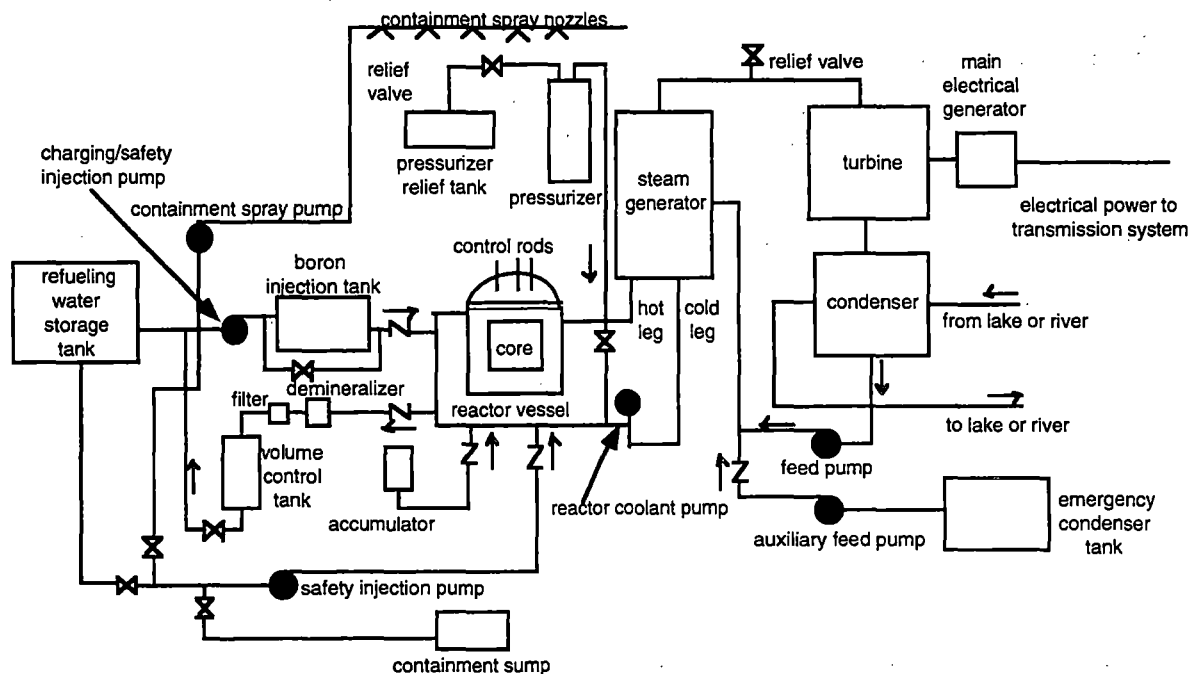 containment spray nozzles
relief
valve
pressurizer
relief tank
pressurizer
relief valve
main
electrical
generator
turbine
electrical power to
transmission system
charging/safety
injection pump
containment spray pump
steam
generator
control rods
boron
injection tank
refueling
water
storage
tank
hot
leg
cold
leg
condenser
from lake or river
core
filter
demineralizer
reactor vessel
to lake or river
volume
control
tank
feed pump
accumulator
reactor coolant pump
auxiliary feed pump
emergency
condenser
tank
safety injection pump
containment sump